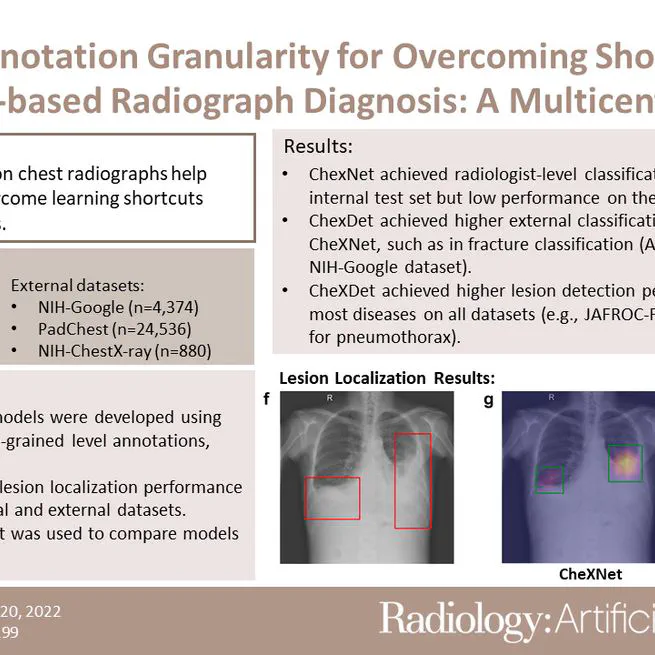 notation Granularity for Overcoming Sho
-based Radiograph Diagnosis: A Multicent
on chest radiographs help
rcome learning shortcuts
s.
External datasets:
• NIH-Google (n=4,374)
• PadChest (n=24,536)
• NIH-ChestX-ray (n=880)
models were developed using
-grained level annotations,
lesion localization performance
al and external datasets.
t was used to compare models
Results:
• ChexNet achieved radiologist-level classificat
internal test set but low performance on the
• ChexDet achieved higher external classificati
CheXNet, such as in fracture classification (A
NIH-Google dataset).
• CheXDet achieved higher lesion detection pe
most diseases on all datasets (e.g., JAFROC-F
for pneumothorax).
Lesion Localization Results:
f
R
g
R
CheXNet
20, 2022
99
Radiology: Artifici